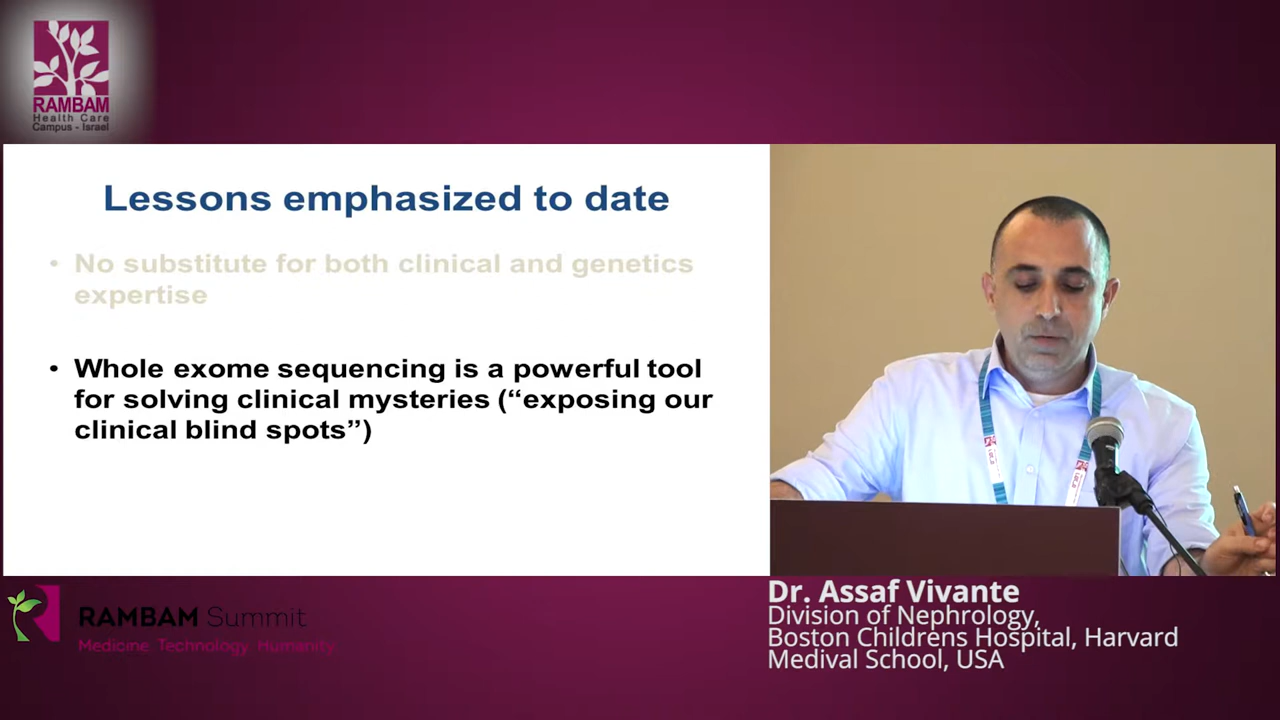 RAMBAM
Health Care
Campus - Israel
Lessons emphasized to date
• No substitute for both clinical and genetics
expertise
• Whole exome sequencing is a powerful tool
for solving clinical mysteries (“exposing our
clinical blind spots”)
RAMBAM Summit
Medicine. Technology. Humanity.
Dr. Assaf Vivante
Division of Nephrology,
Boston Childrens Hospital, Harvard
Medival School, USA